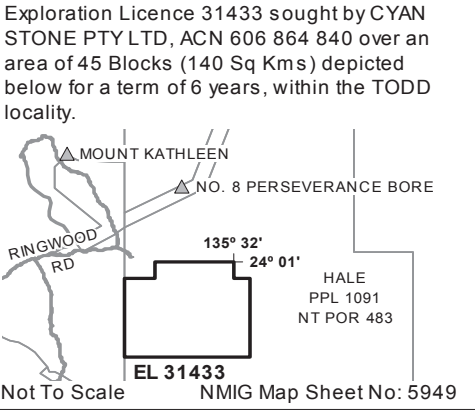 Exploration Licence 31433 sought by CYAN
STONE PTY LTD, ACN 606 864 840 over an
area of 45 Blocks (140 Sq Kms) depicted
below for a term of 6 years, within the TODD
locality.
MOUNT KATHLEEN
NO. 8 PERSEVERANCE BORE
RINGWOOD
RD
135º 32'
24º 01'
HALE
PPL 1091
NT POR 483
EL 31433
Not To Scale
NMIG Map Sheet No: 5949